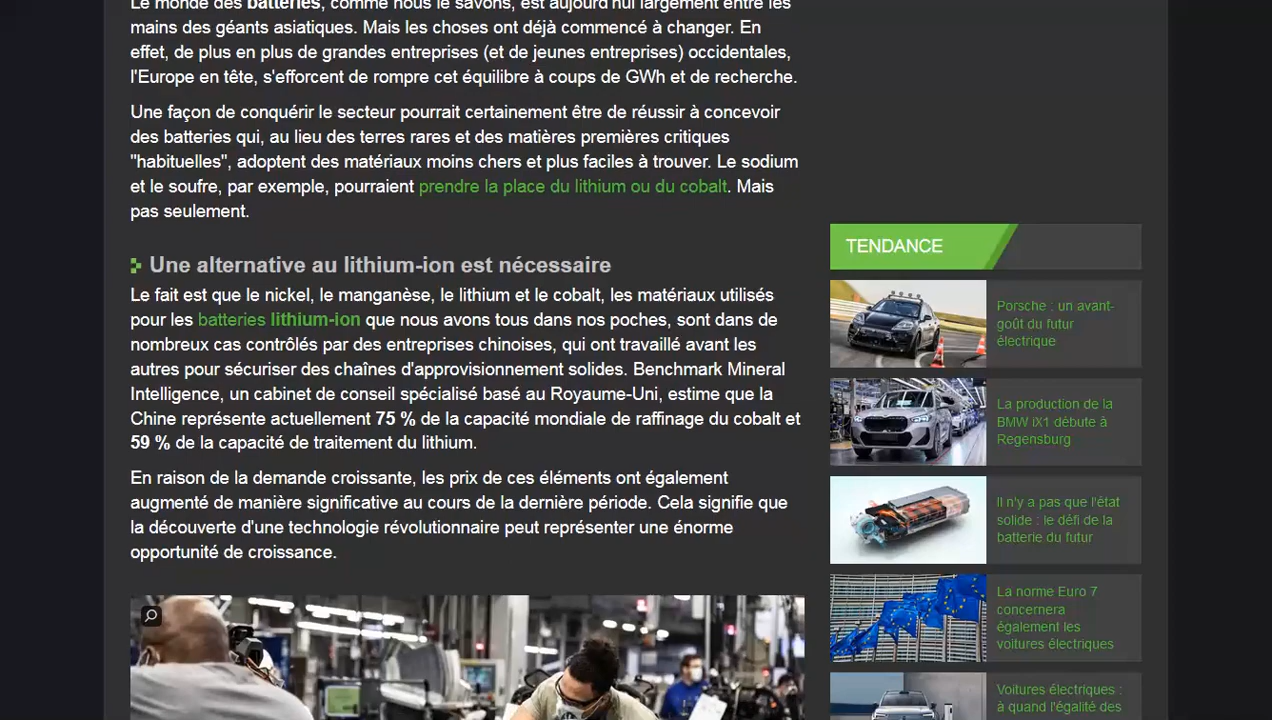 Le monde des batteries, comme nous le savons, est aujourd'hui largement entre les
mains des géants asiatiques. Mais les choses ont déjà commencé à changer. En
effet, de plus en plus de grandes entreprises (et de jeunes entreprises) occidentales,
l'Europe en tête, s'efforcent de rompre cet équilibre à coups de GWh et de recherche.
Une façon de conquérir le secteur pourrait certainement être de réussir à concevoir
des batteries qui, au lieu des terres rares et des matières premières critiques
"habituelles", adoptent des matériaux moins chers et plus faciles à trouver. Le sodium
et le soufre, par exemple, pourraient prendre la place du lithium ou du cobalt. Mais
pas seulement.
Une alternative au lithium-ion est nécessaire
Le fait est que le nickel, le manganèse, le lithium et le cobalt, les matériaux utilisés
pour les batteries lithium-ion que nous avons tous dans nos poches, sont dans de
nombreux cas contrôlés par des entreprises chinoises, qui ont travaillé avant les
autres pour sécuriser des chaînes d'approvisionnement solides. Benchmark Mineral
Intelligence, un cabinet de conseil spécialisé basé au Royaume-Uni, estime que la
Chine représente actuellement 75 % de la capacité mondiale de raffinage du cobalt et
59 % de la capacité de traitement du lithium.
En raison de la demande croissante, les prix de ces éléments ont également
augmenté de manière significative au cours de la dernière période. Cela signifie que
la découverte d'une technologie révolutionnaire peut représenter une énorme
opportunité de croissance.
TENDANCE
Porsche : un avant-
goût du futur
électrique
La production de la
BMW iX1 débute à
Regensburg
Il n'y a pas que l'état
solide : le défi de la
batterie du futur
La norme Euro 7
concernera
également les
voitures électriques
Voitures électriques :
à quand l'égalité des